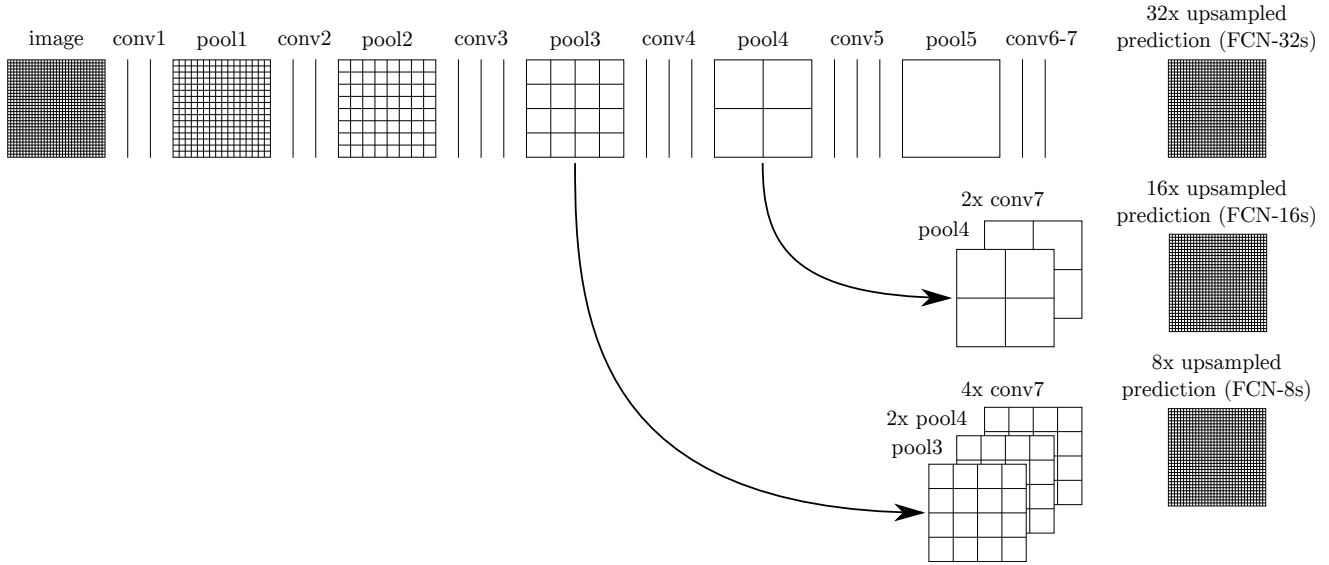 image
conv1
pool1
conv2
pool2
conv3
pool3
conv4
pool4
conv5
pool5
conv6-7
32x upsampled
prediction (FCN-32s)
2x conv7
pool4
16x upsampled
prediction (FCN-16s)
4x conv7
2x pool4
pool3
8x upsampled
prediction (FCN-8s)